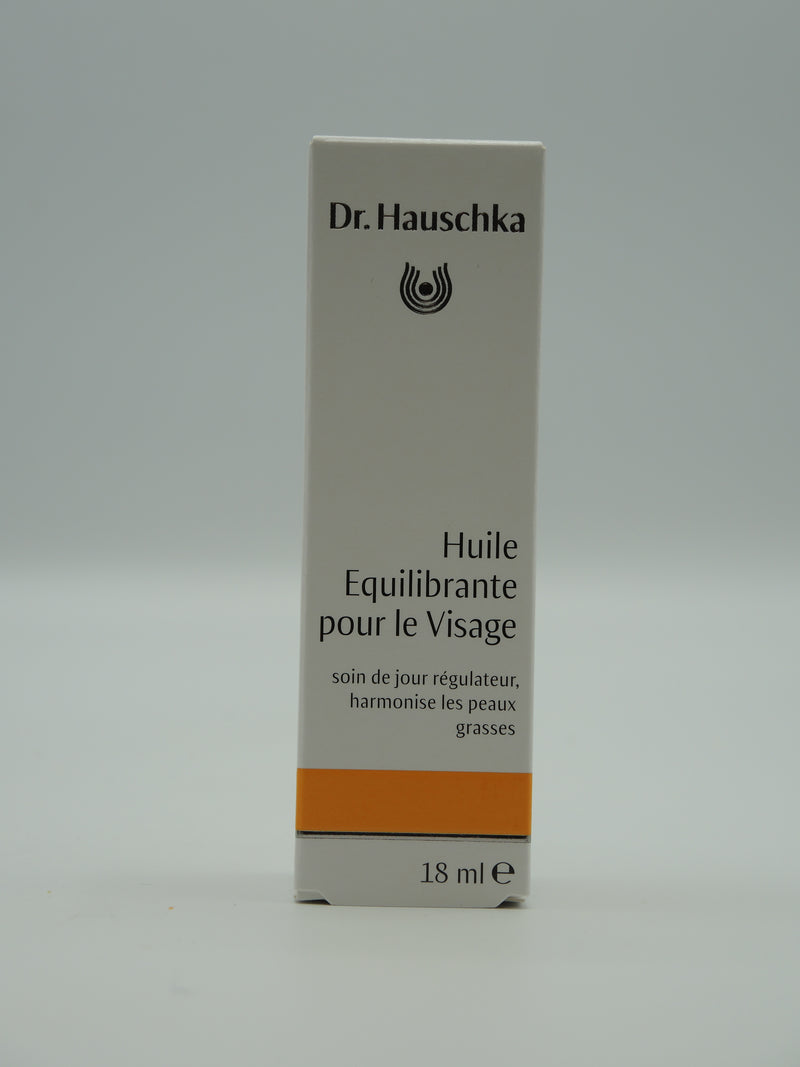 Dr. Hauschka
Huile
Equilibrante
pour le Visage
soin de jour régulateur,
harmonise les peaux
grasses
18 ml ℮